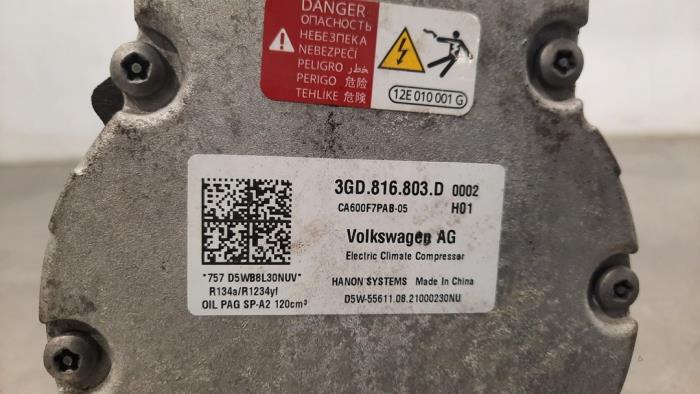 DANGER
ОПАСНОСТЬ
НЕБЕЗПЕКА
NEBEZPEČÍ
PELIGRO خطر
PERIGO 危险
TEHLIKE 危険
12E 010 001 G
3GD.816.803.D 0002
CA600F7PAB-05 H01
Volkswagen AG
Electric Climate Compressor
*757 D5WB8L30NUV*
HANON SYSTEMS Made In China
R134a/R1234yf
D5W-55611.08.21000230NU
OIL PAG SP-A2 120cm³